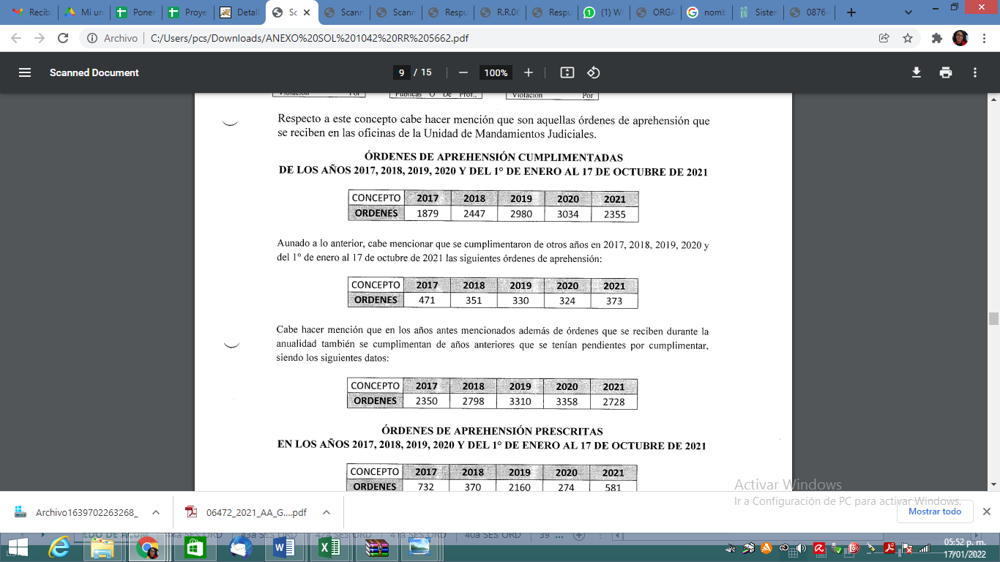 Recib Mi un Poner Proye Detall Sc Scann Scann Respu R.R.06 Respu (1) W ORGA nomb Sister 0876-
Archivo C:/Users/pcs/Downloads/ANEXO%20SOL%201042%20RR%205662.pdf
Scanned Document 9 / 15 100%
Violación Por Públicas O De Prof., Violación Por
Respecto a este concepto cabe hacer mención que son aquellas órdenes de aprehensión que
se reciben en las oficinas de la Unidad de Mandamientos Judiciales.
ÓRDENES DE APREHENSIÓN CUMPLIMENTADAS
DE LOS AÑOS 2017, 2018, 2019, 2020 Y DEL 1° DE ENERO AL 17 DE OCTUBRE DE 2021
CONCEPTO 2017 2018 2019 2020 2021
ORDENES 1879 2447 2980 3034 2355
Aunado a lo anterior, cabe mencionar que se cumplimentaron de otros años en 2017, 2018, 2019, 2020 y
del 1° de enero al 17 de octubre de 2021 las siguientes órdenes de aprehensión:
CONCEPTO 2017 2018 2019 2020 2021
ORDENES 471 351 330 324 373
Cabe hacer mención que en los años antes mencionados además de órdenes que se reciben durante la
anualidad también se cumplimentan de años anteriores que se tenían pendientes por cumplimentar,
siendo los siguientes datos:
CONCEPTO 2017 2018 2019 2020 2021
ORDENES 2350 2798 3310 3358 2728
ÓRDENES DE APREHENSIÓN PRESCRITAS
EN LOS AÑOS 2017, 2018, 2019, 2020 Y DEL 1° DE ENERO AL 17 DE OCTUBRE DE 2021
CONCEPTO 2017 2018 2019 2020 2021
ORDENES 732 370 2160 274 581
Activar Windows
Ir a Configuración de PC para activar Windows.
Archivo1639702263268_ 06472_2021_AA_G....pdf Mostrar todo
43a SES ORD 42a SES ORD 41a SES ORD 40a SES ORD 39 ...
05:52 p. m.
17/01/2022